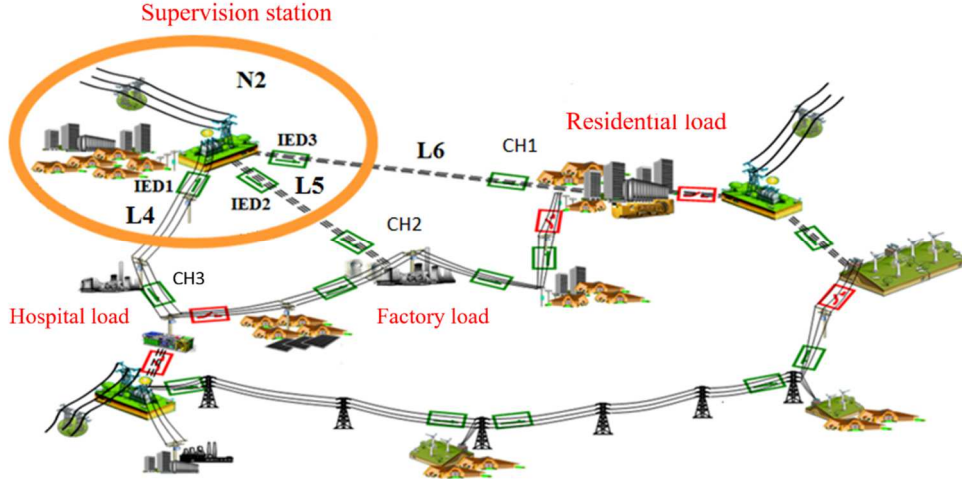 Supervision station
N2
IED3
L6
CH1
Residential load
IED1
L5
IED2
L4
CH2
CH3
Hospital load
Factory load